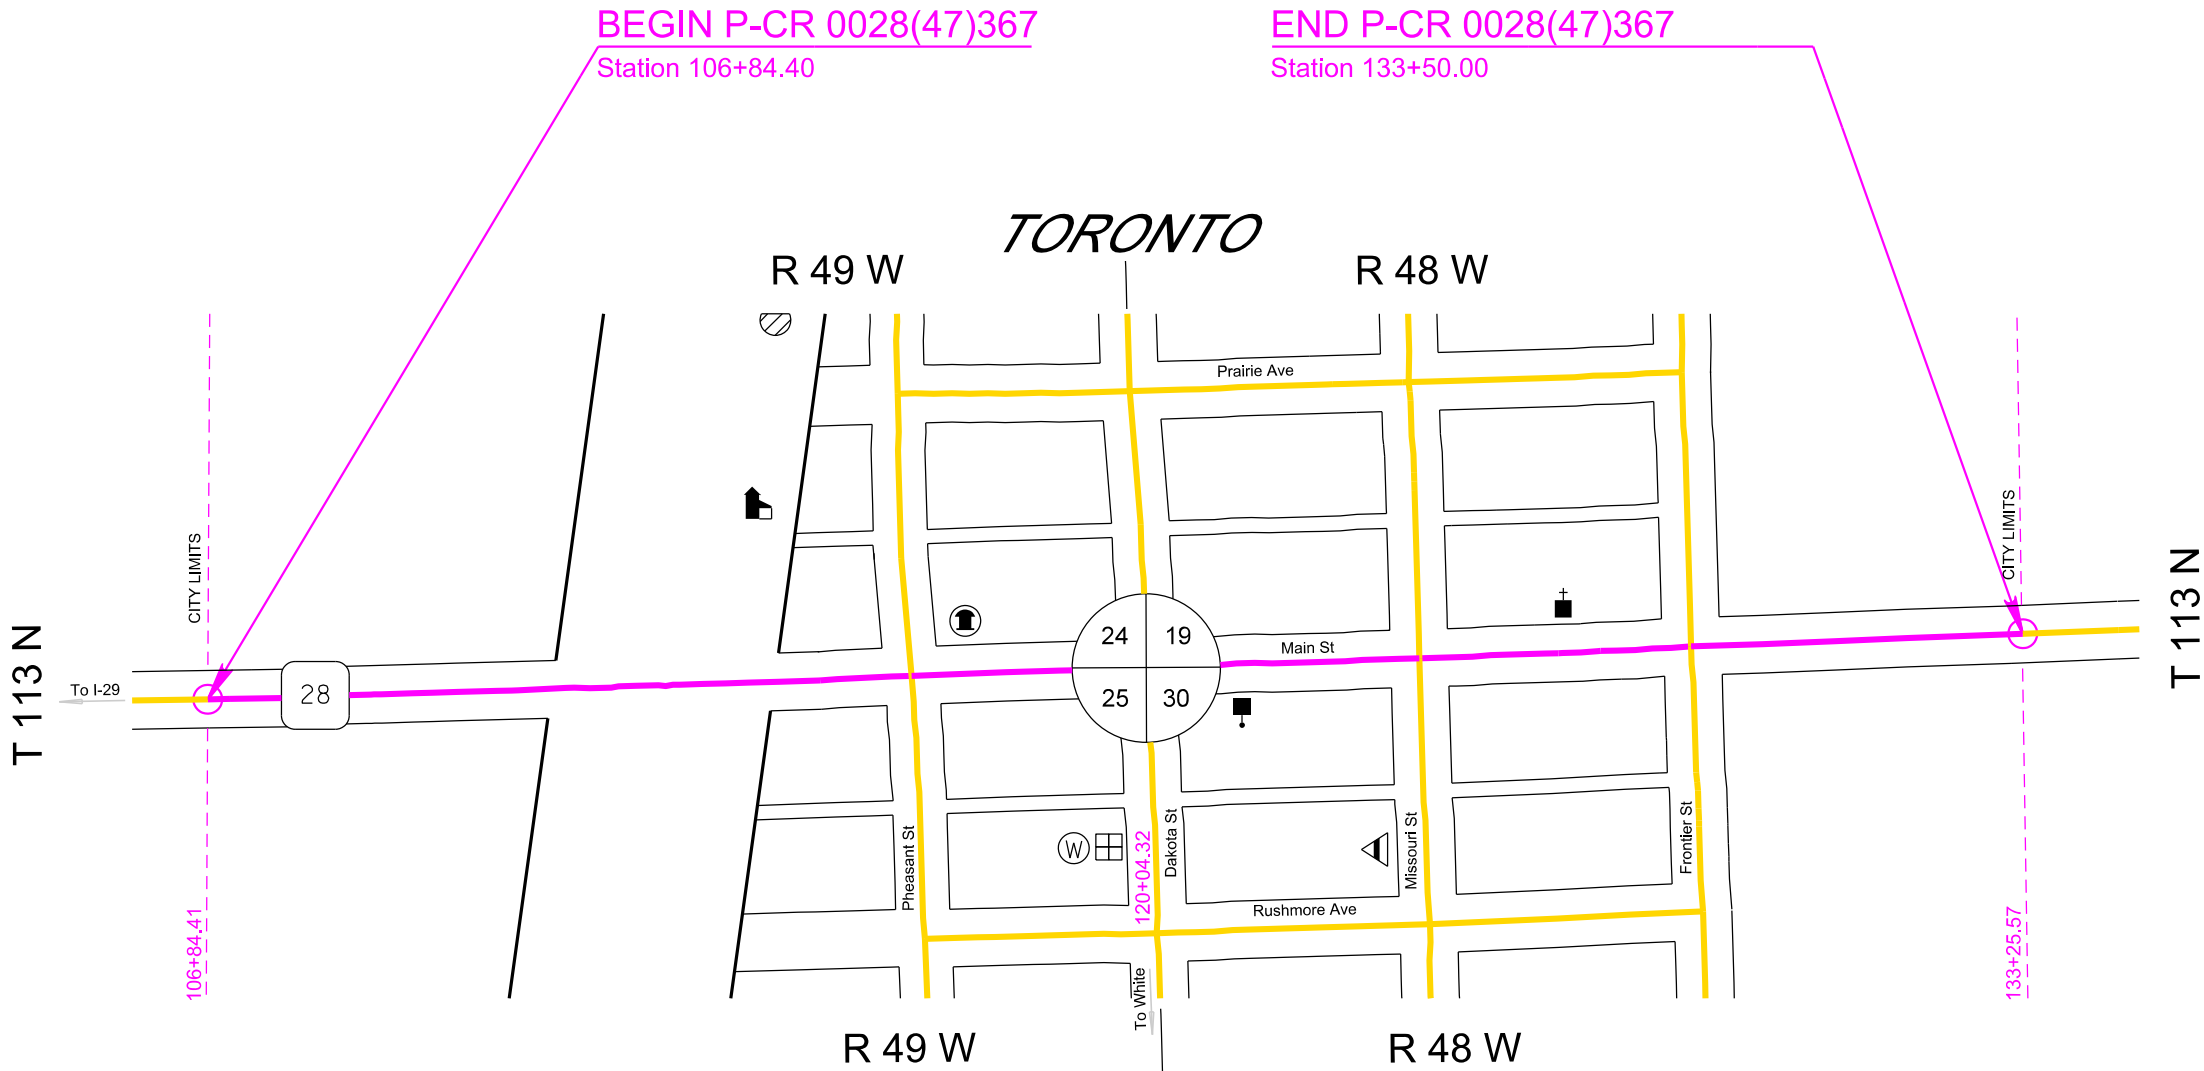 BEGIN P-CR 0028(47)367
Station 106+84.40
END P-CR 0028(47)367
Station 133+50.00
TORONTO
R 49 W
R 48 W
Prairie Ave
CITY LIMITS
CITY LIMITS
T 113 N
T 113 N
24
19
Main St
To I-29
28
25
30
W
Pheasant St
120+04.32
Dakota St
Missouri St
Frontier St
Rushmore Ave
106+84.41
133+25.57
To White
R 49 W
R 48 W